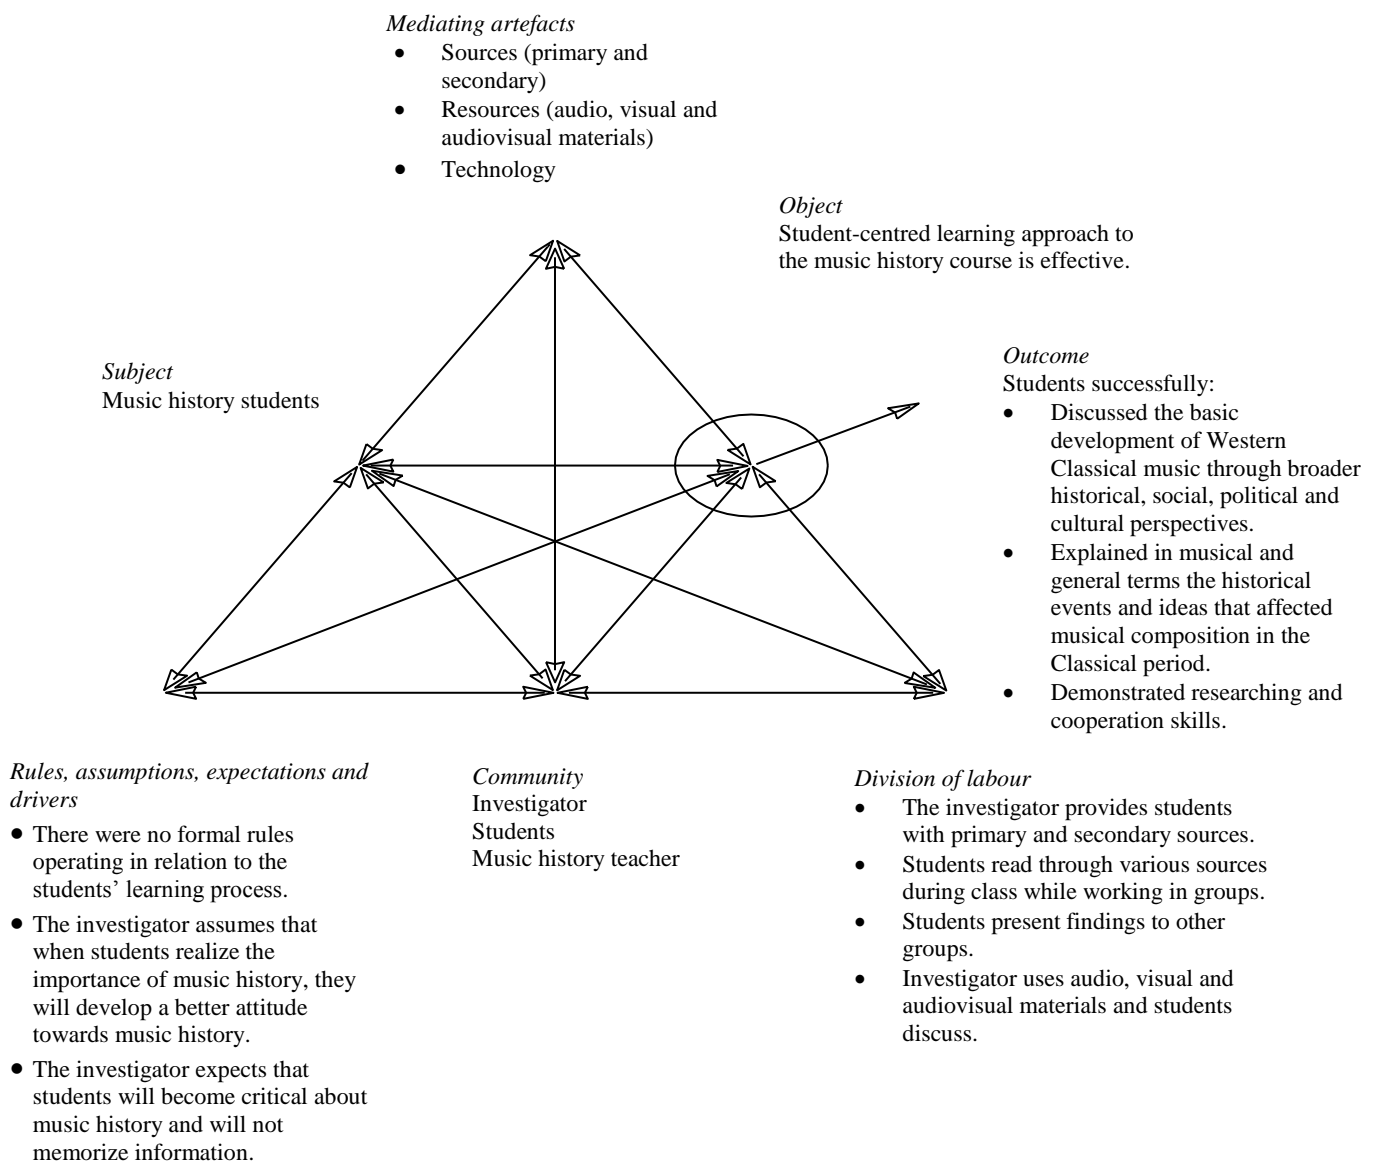 Mediating artefacts
• Sources (primary and
secondary)
• Resources (audio, visual and
audiovisual materials)
• Technology
Object
Student-centred learning approach to
the music history course is effective.
Subject
Music history students
Outcome
Students successfully:
• Discussed the basic
development of Western
Classical music through broader
historical, social, political and
cultural perspectives.
• Explained in musical and
general terms the historical
events and ideas that affected
musical composition in the
Classical period.
• Demonstrated researching and
cooperation skills.
Rules, assumptions, expectations and
drivers
• There were no formal rules
operating in relation to the
students’ learning process.
• The investigator assumes that
when students realize the
importance of music history, they
will develop a better attitude
towards music history.
• The investigator expects that
students will become critical about
music history and will not
memorize information.
Community
Investigator
Students
Music history teacher
Division of labour
• The investigator provides students
with primary and secondary sources.
• Students read through various sources
during class while working in groups.
• Students present findings to other
groups.
• Investigator uses audio, visual and
audiovisual materials and students
discuss.